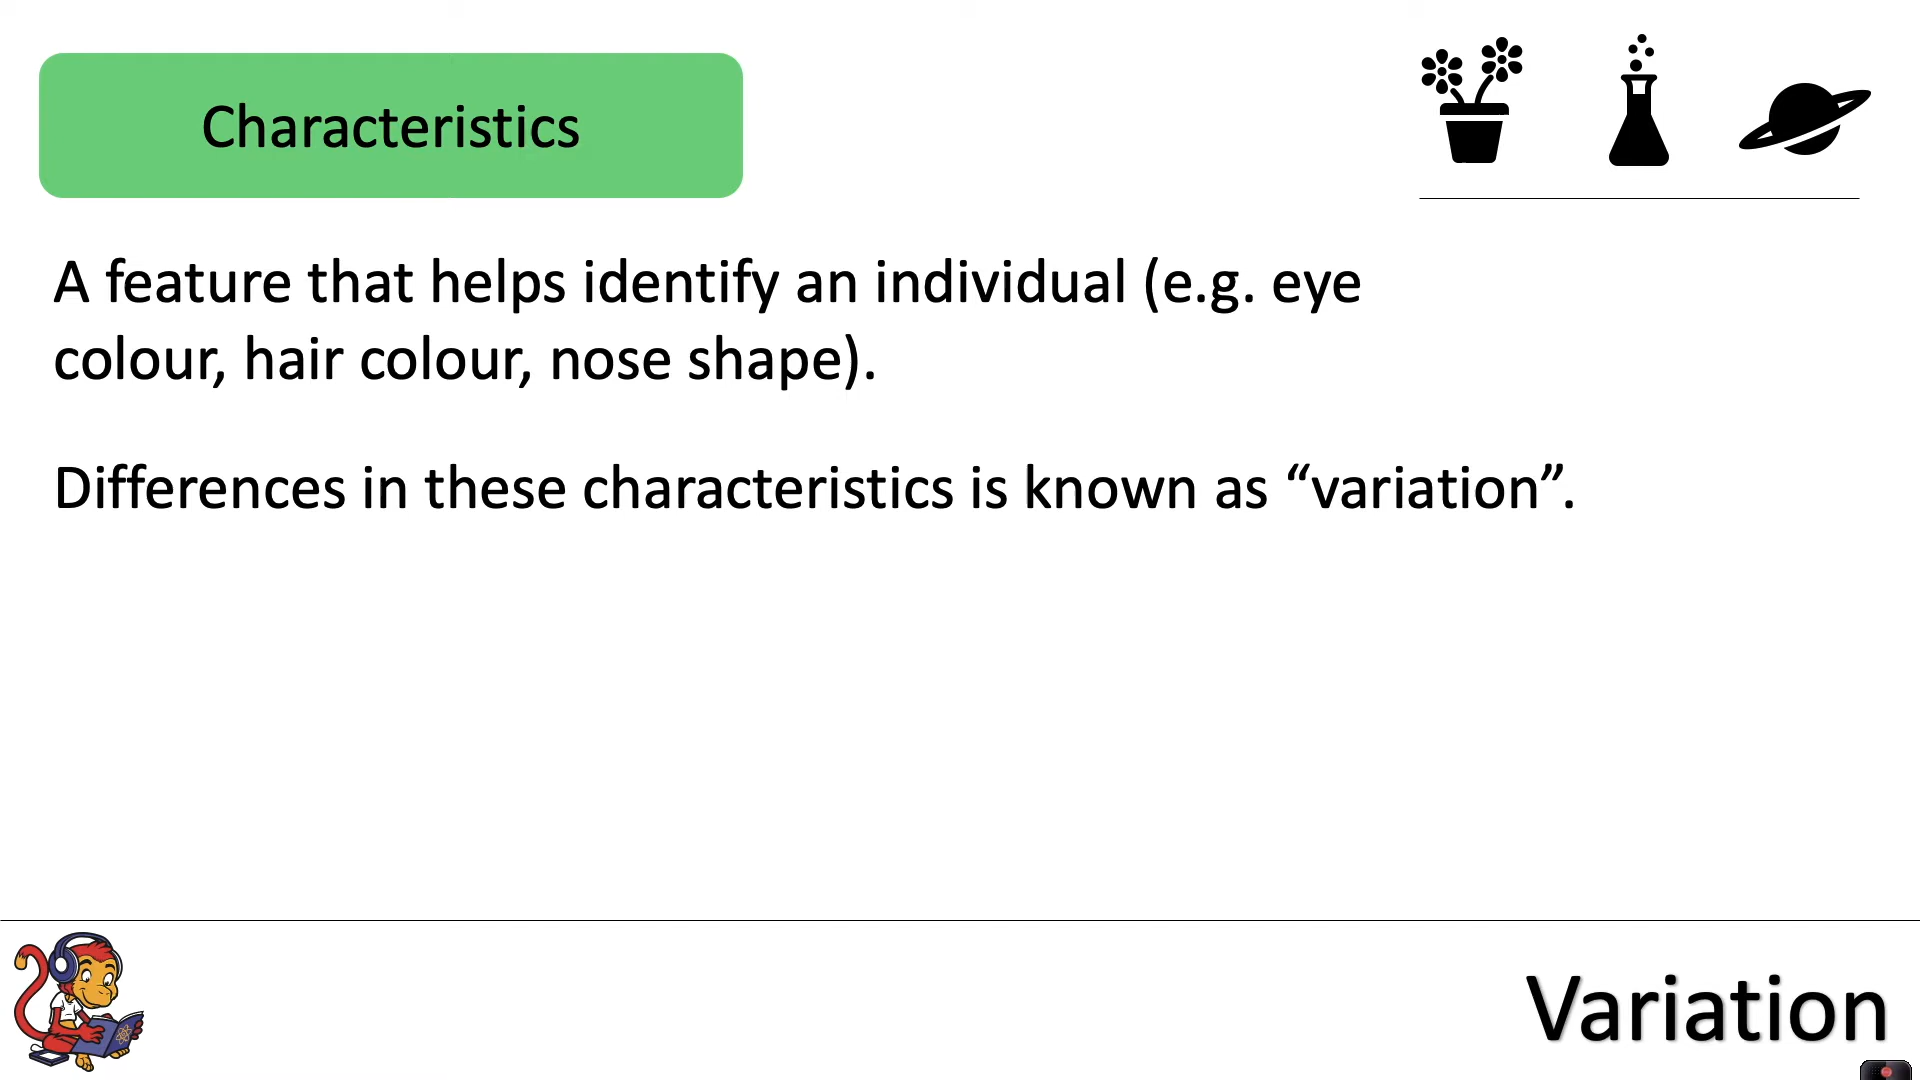 Characteristics
A feature that helps identify an individual (e.g. eye
colour, hair colour, nose shape).
Differences in these characteristics is known as “variation”.
Variation